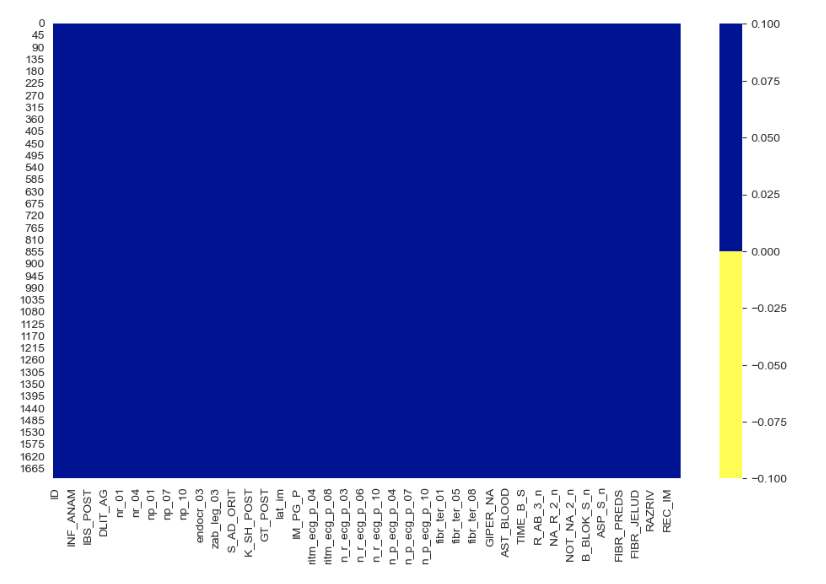 0
45
90
135
180
225
270
315
360
405
450
495
540
585
630
675
720
765
810
855
900
945
990
1035
1080
1125
1170
1215
1260
1305
1350
1395
1440
1485
1530
1575
1620
1665
ID
INF_ANAM
IBS_POST
DLIT_AG
nr_01
nr_04
np_01
np_07
np_10
endocr_03
zab_leg_03
S_AD_ORIT
K_SH_POST
GT_POST
lat_im
IM_PG_P
ritm_ecg_p_04
ritm_ecg_p_08
n_r_ecg_p_03
n_r_ecg_p_06
n_r_ecg_p_10
n_p_ecg_p_04
n_p_ecg_p_07
n_p_ecg_p_10
fibr_ter_01
fibr_ter_05
fibr_ter_08
GIPER_NA
AST_BLOOD
TIME_B_S
R_AB_3_n
NA_R_2_n
NOT_NA_2_n
B_BLOK_S_n
ASP_S_n
FIBR_PREDS
FIBR_JELUD
RAZRIV
REC_IM
0.100
0.075
0.050
0.025
0.000
-0.025
-0.050
-0.075
-0.100